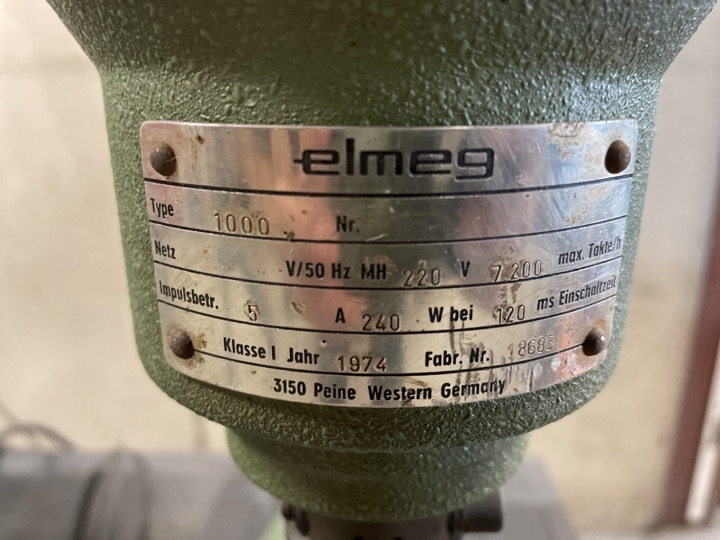 elmeg
Type 1000 Nr.
Netz V/50 Hz MH 220 V 7200 max. Takte/h
Impulsbetr. 5 A 240 W bei 120 ms Einschaltzeit
Klasse I Jahr 1974 Fabr. Nr. 18685
3150 Peine Western Germany